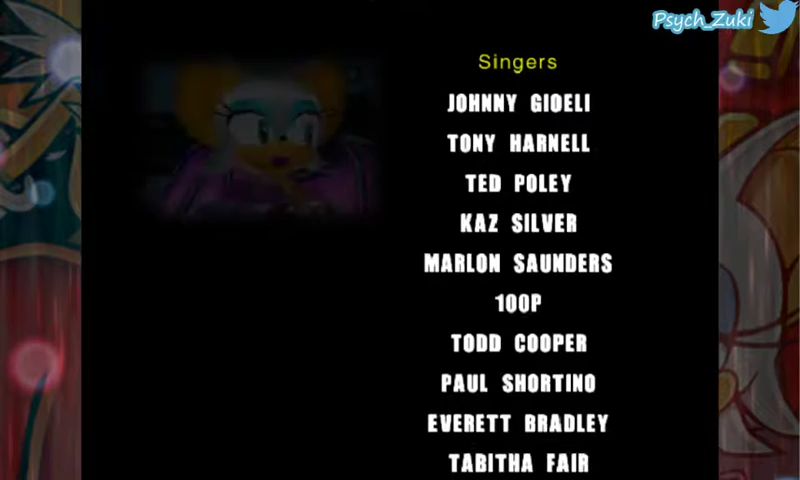 Psych_Zuki
Singers
JOHNNY GIOELI
TONY HARNELL
TED POLEY
KAZ SILVER
MARLON SAUNDERS
100P
TODD COOPER
PAUL SHORTINO
EVERETT BRADLEY
TABITHA FAIR